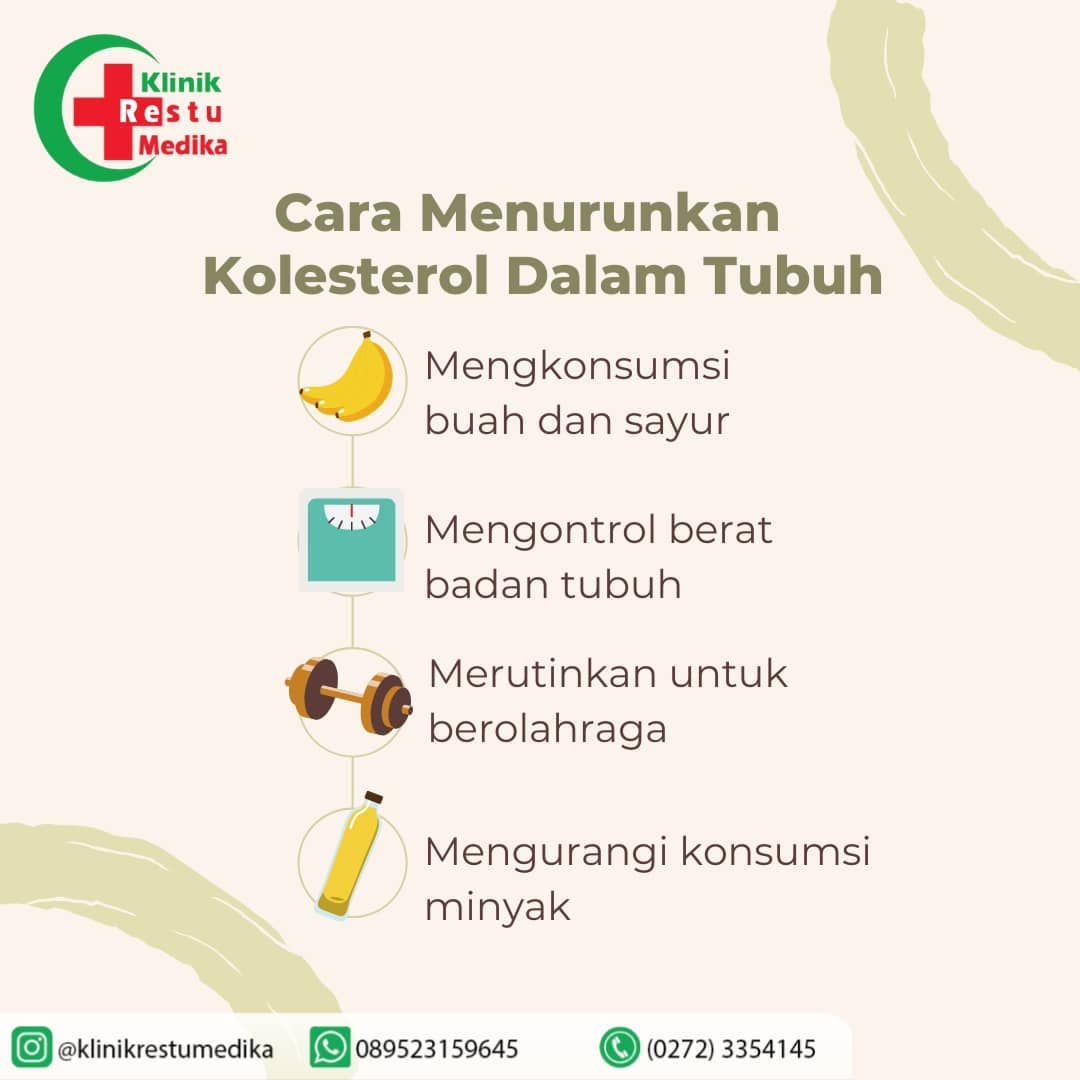 Klinik
Restu
Medika
Cara Menurunkan
Kolesterol Dalam Tubuh
Mengkonsumsi
buah dan sayur
Mengontrol berat
badan tubuh
Merutinkan untuk
berolahraga
Mengurangi konsumsi
minyak
@klinikrestumedika 089523159645 (0272) 3354145